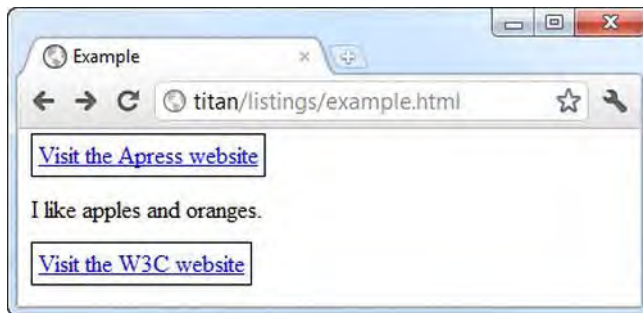 Example
titan/listings/example.html
Visit the Apress website
I like apples and oranges.
Visit the W3C website